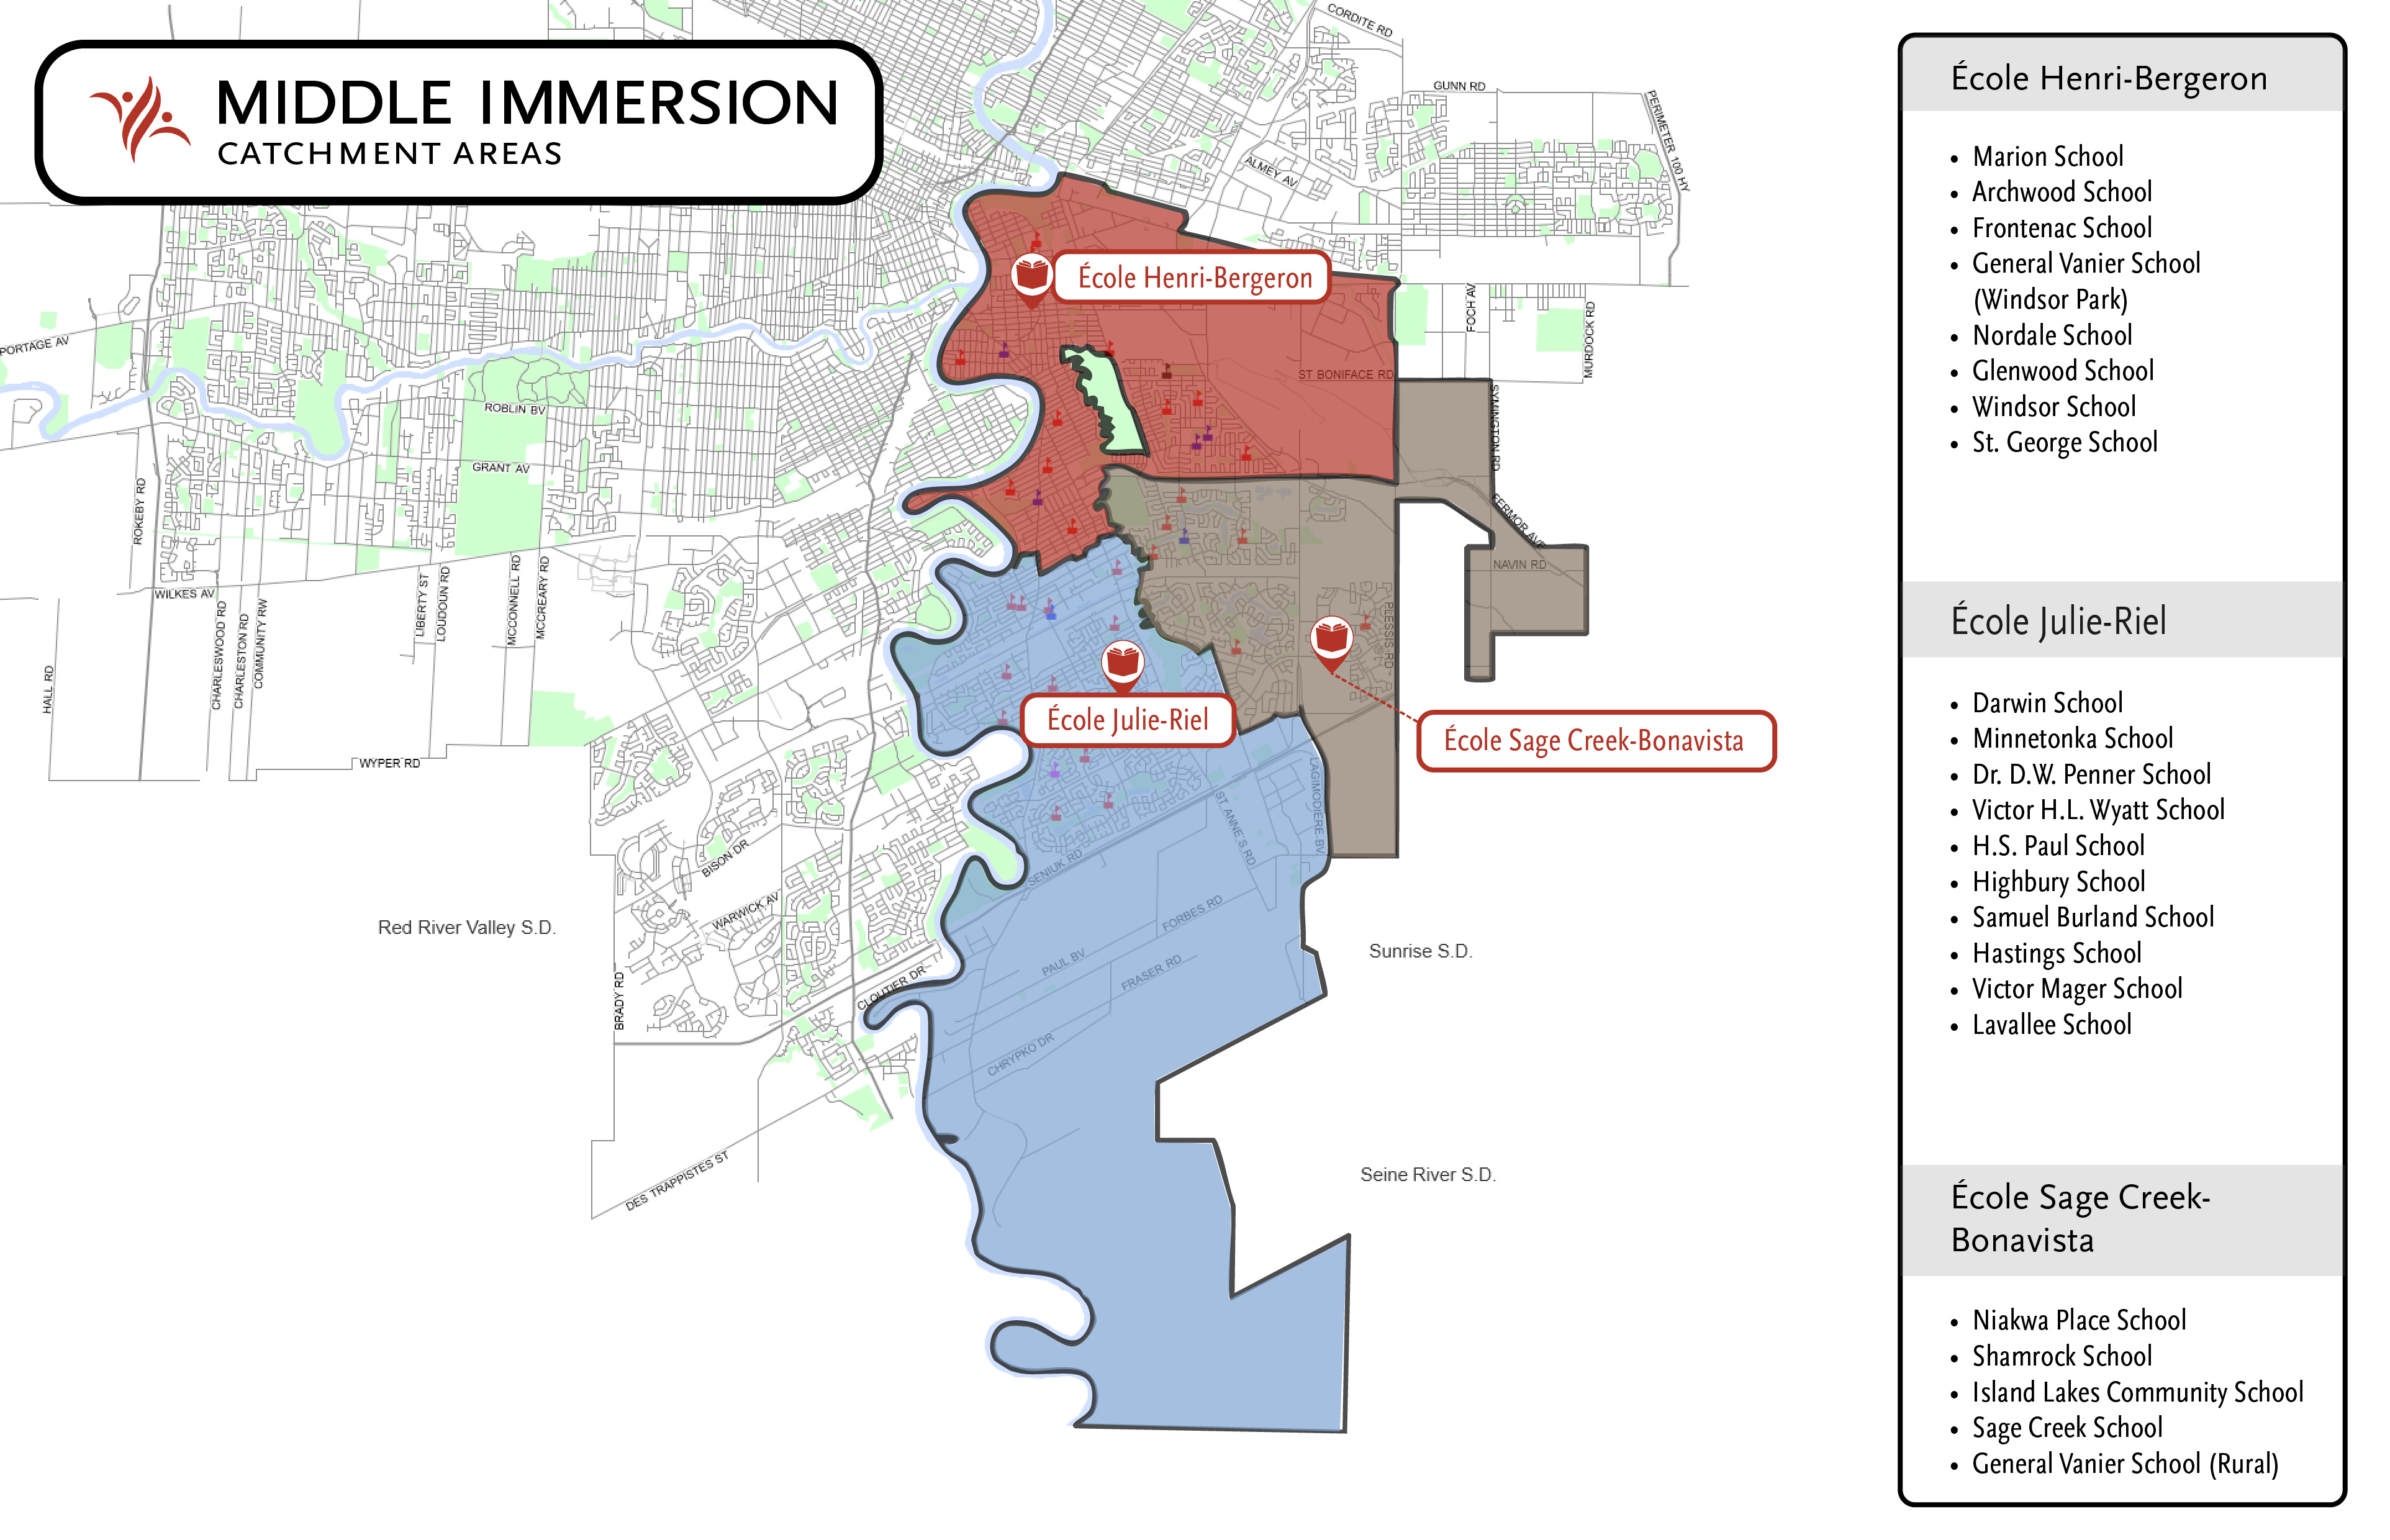 MIDDLE IMMERSION
CATCHMENT AREAS
CORDITE RD
GUNN RD
PERIMETER 100 HY
ALMEY AV
École Henri-Bergeron
FOCH AV
MURDOCK RD
PORTAGE AV
ST BONIFACE RD
ROBLIN BV
SYMINGTON RD
GRANT AV
ROKEBY RD
FERMOR AVE
NAVIN RD
WILKES AV
LIBERTY ST
LOUDOUN RD
MCCONNELL RD
MCCREARY RD
CHARLESWOOD RD
CHARLESTON RD
COMMUNITY RW
PLESSIS RD
HALL RD
École Julie-Riel
École Sage Creek-Bonavista
WYPER RD
LAGIMODIERE BV
ST ANNE'S RD
BISON DR
SENIUK RD
WARWICK AV
FORBES RD
Red River Valley S.D.
Sunrise S.D.
PAUL BV
FRASER RD
CLOUTIER DR
BRADY RD
CHRYPKO DR
DES TRAPPISTES ST
Seine River S.D.
École Henri-Bergeron
• Marion School
• Archwood School
• Frontenac School
• General Vanier School
(Windsor Park)
• Nordale School
• Glenwood School
• Windsor School
• St. George School
École Julie-Riel
• Darwin School
• Minnetonka School
• Dr. D.W. Penner School
• Victor H.L. Wyatt School
• H.S. Paul School
• Highbury School
• Samuel Burland School
• Hastings School
• Victor Mager School
• Lavallee School
École Sage Creek-
Bonavista
• Niakwa Place School
• Shamrock School
• Island Lakes Community School
• Sage Creek School
• General Vanier School (Rural)